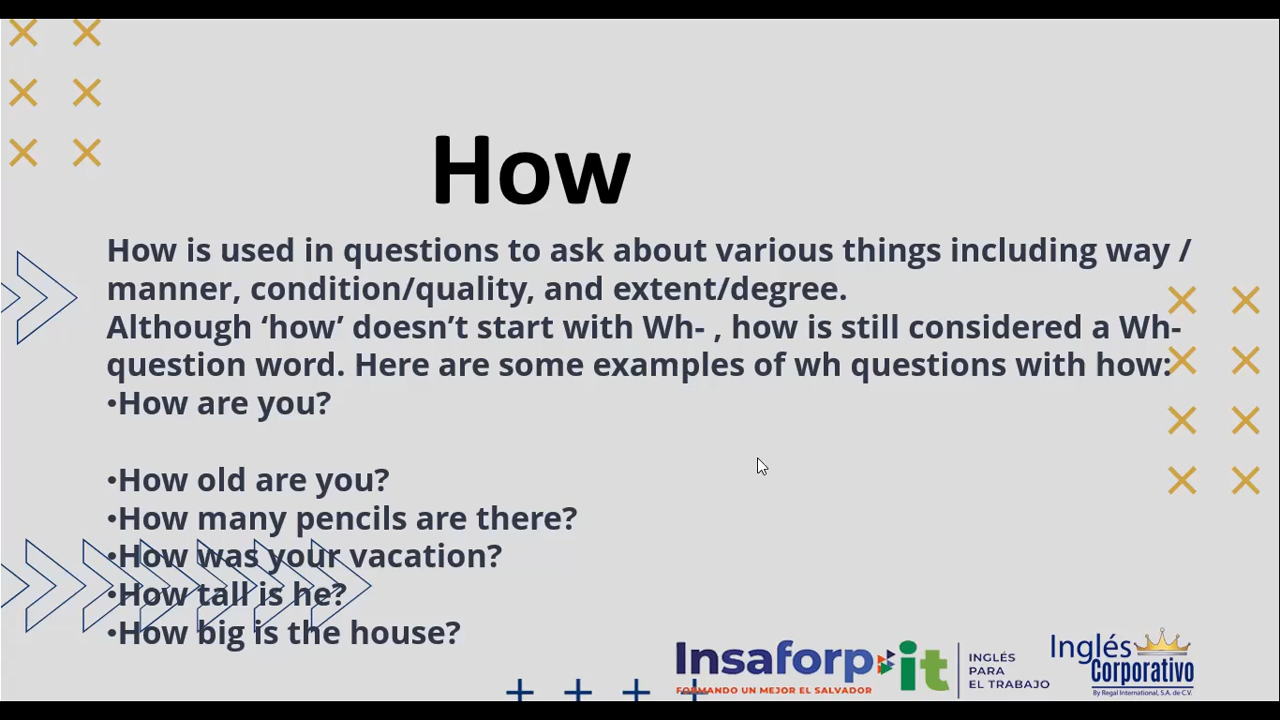 How
How is used in questions to ask about various things including way /
manner, condition/quality, and extent/degree.
Although ‘how’ doesn’t start with Wh- , how is still considered a Wh-
question word. Here are some examples of wh questions with how:
•How are you?
•How old are you?
•How many pencils are there?
•How was your vacation?
•How tall is he?
•How big is the house?
Insaforp
FORMANDO UN MEJOR EL SALVADOR
it
INGLÉS
PARA
EL TRABAJO
Inglés
Corporativo
By Regal International, S.A. de C.V.